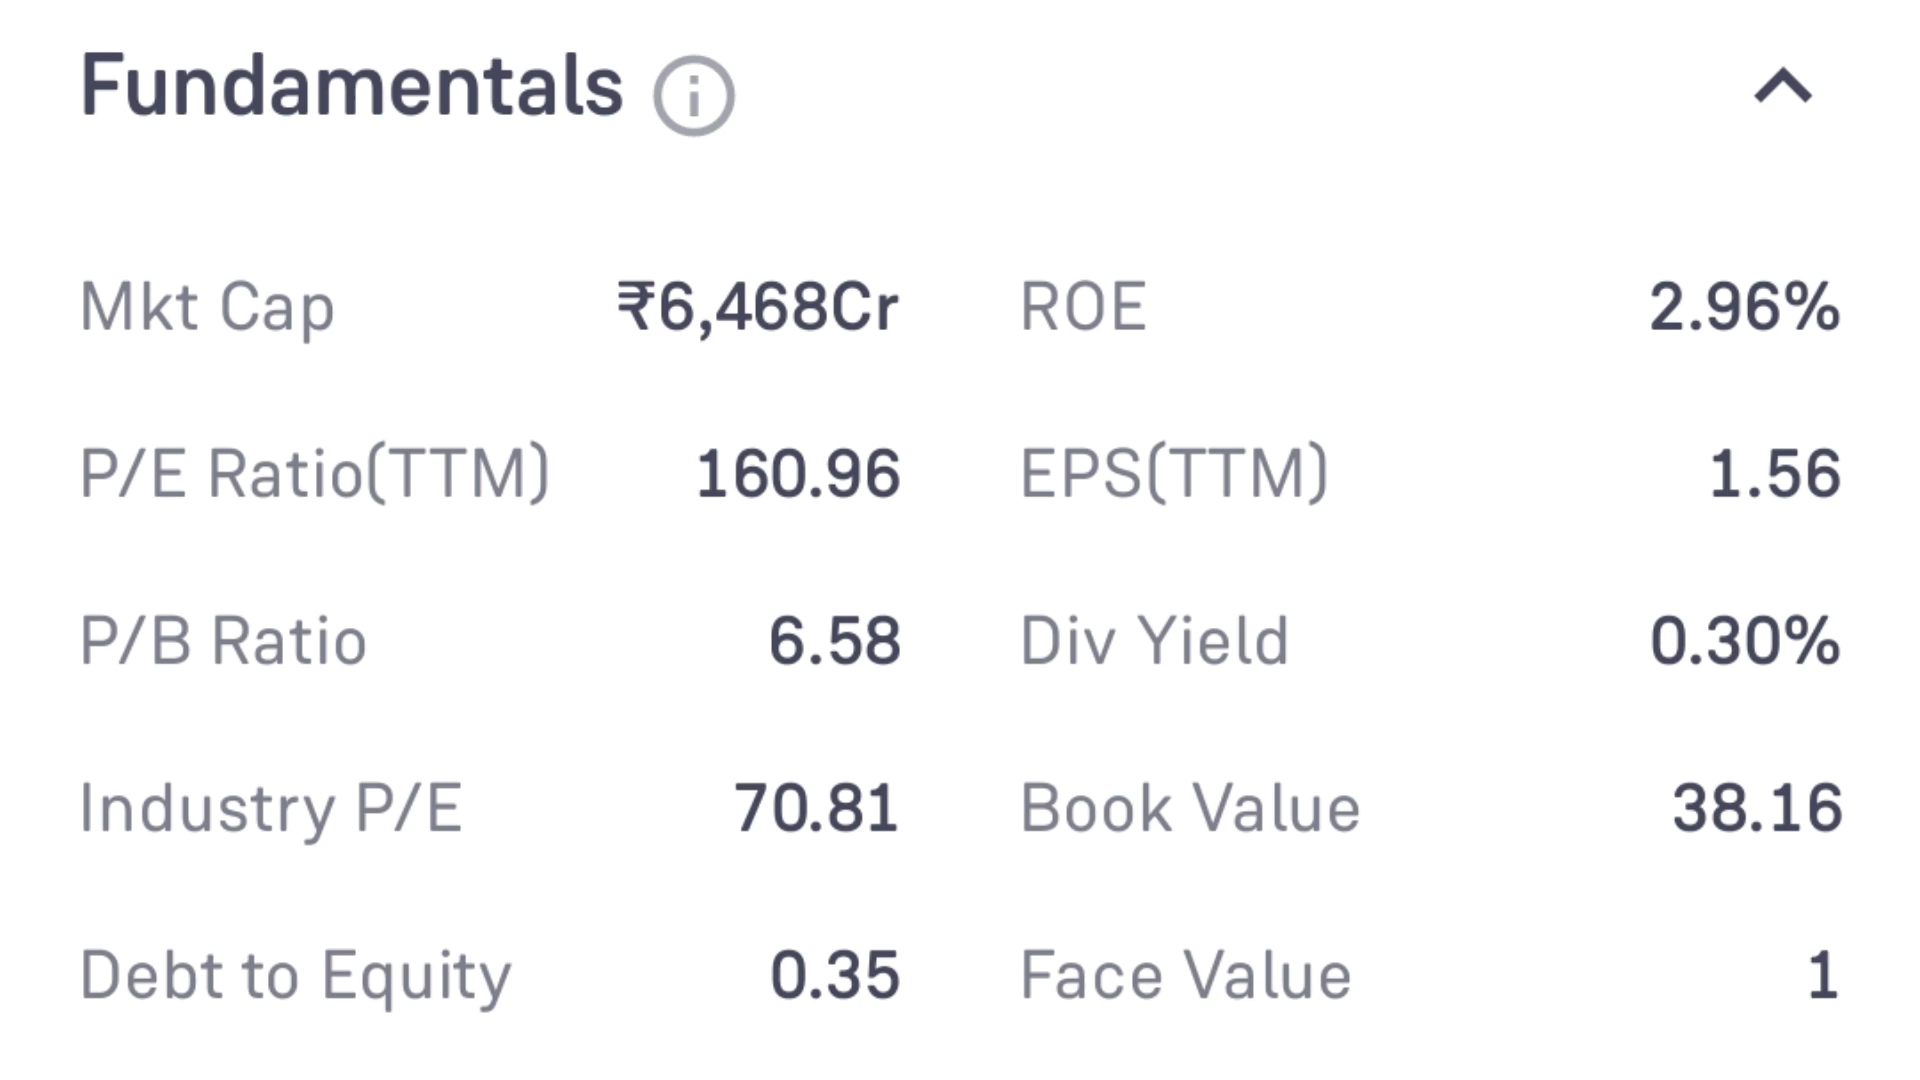 Fundamentals
Mkt Cap ₹6,468Cr ROE 2.96%
P/E Ratio(TTM) 160.96 EPS(TTM) 1.56
P/B Ratio 6.58 Div Yield 0.30%
Industry P/E 70.81 Book Value 38.16
Debt to Equity 0.35 Face Value 1